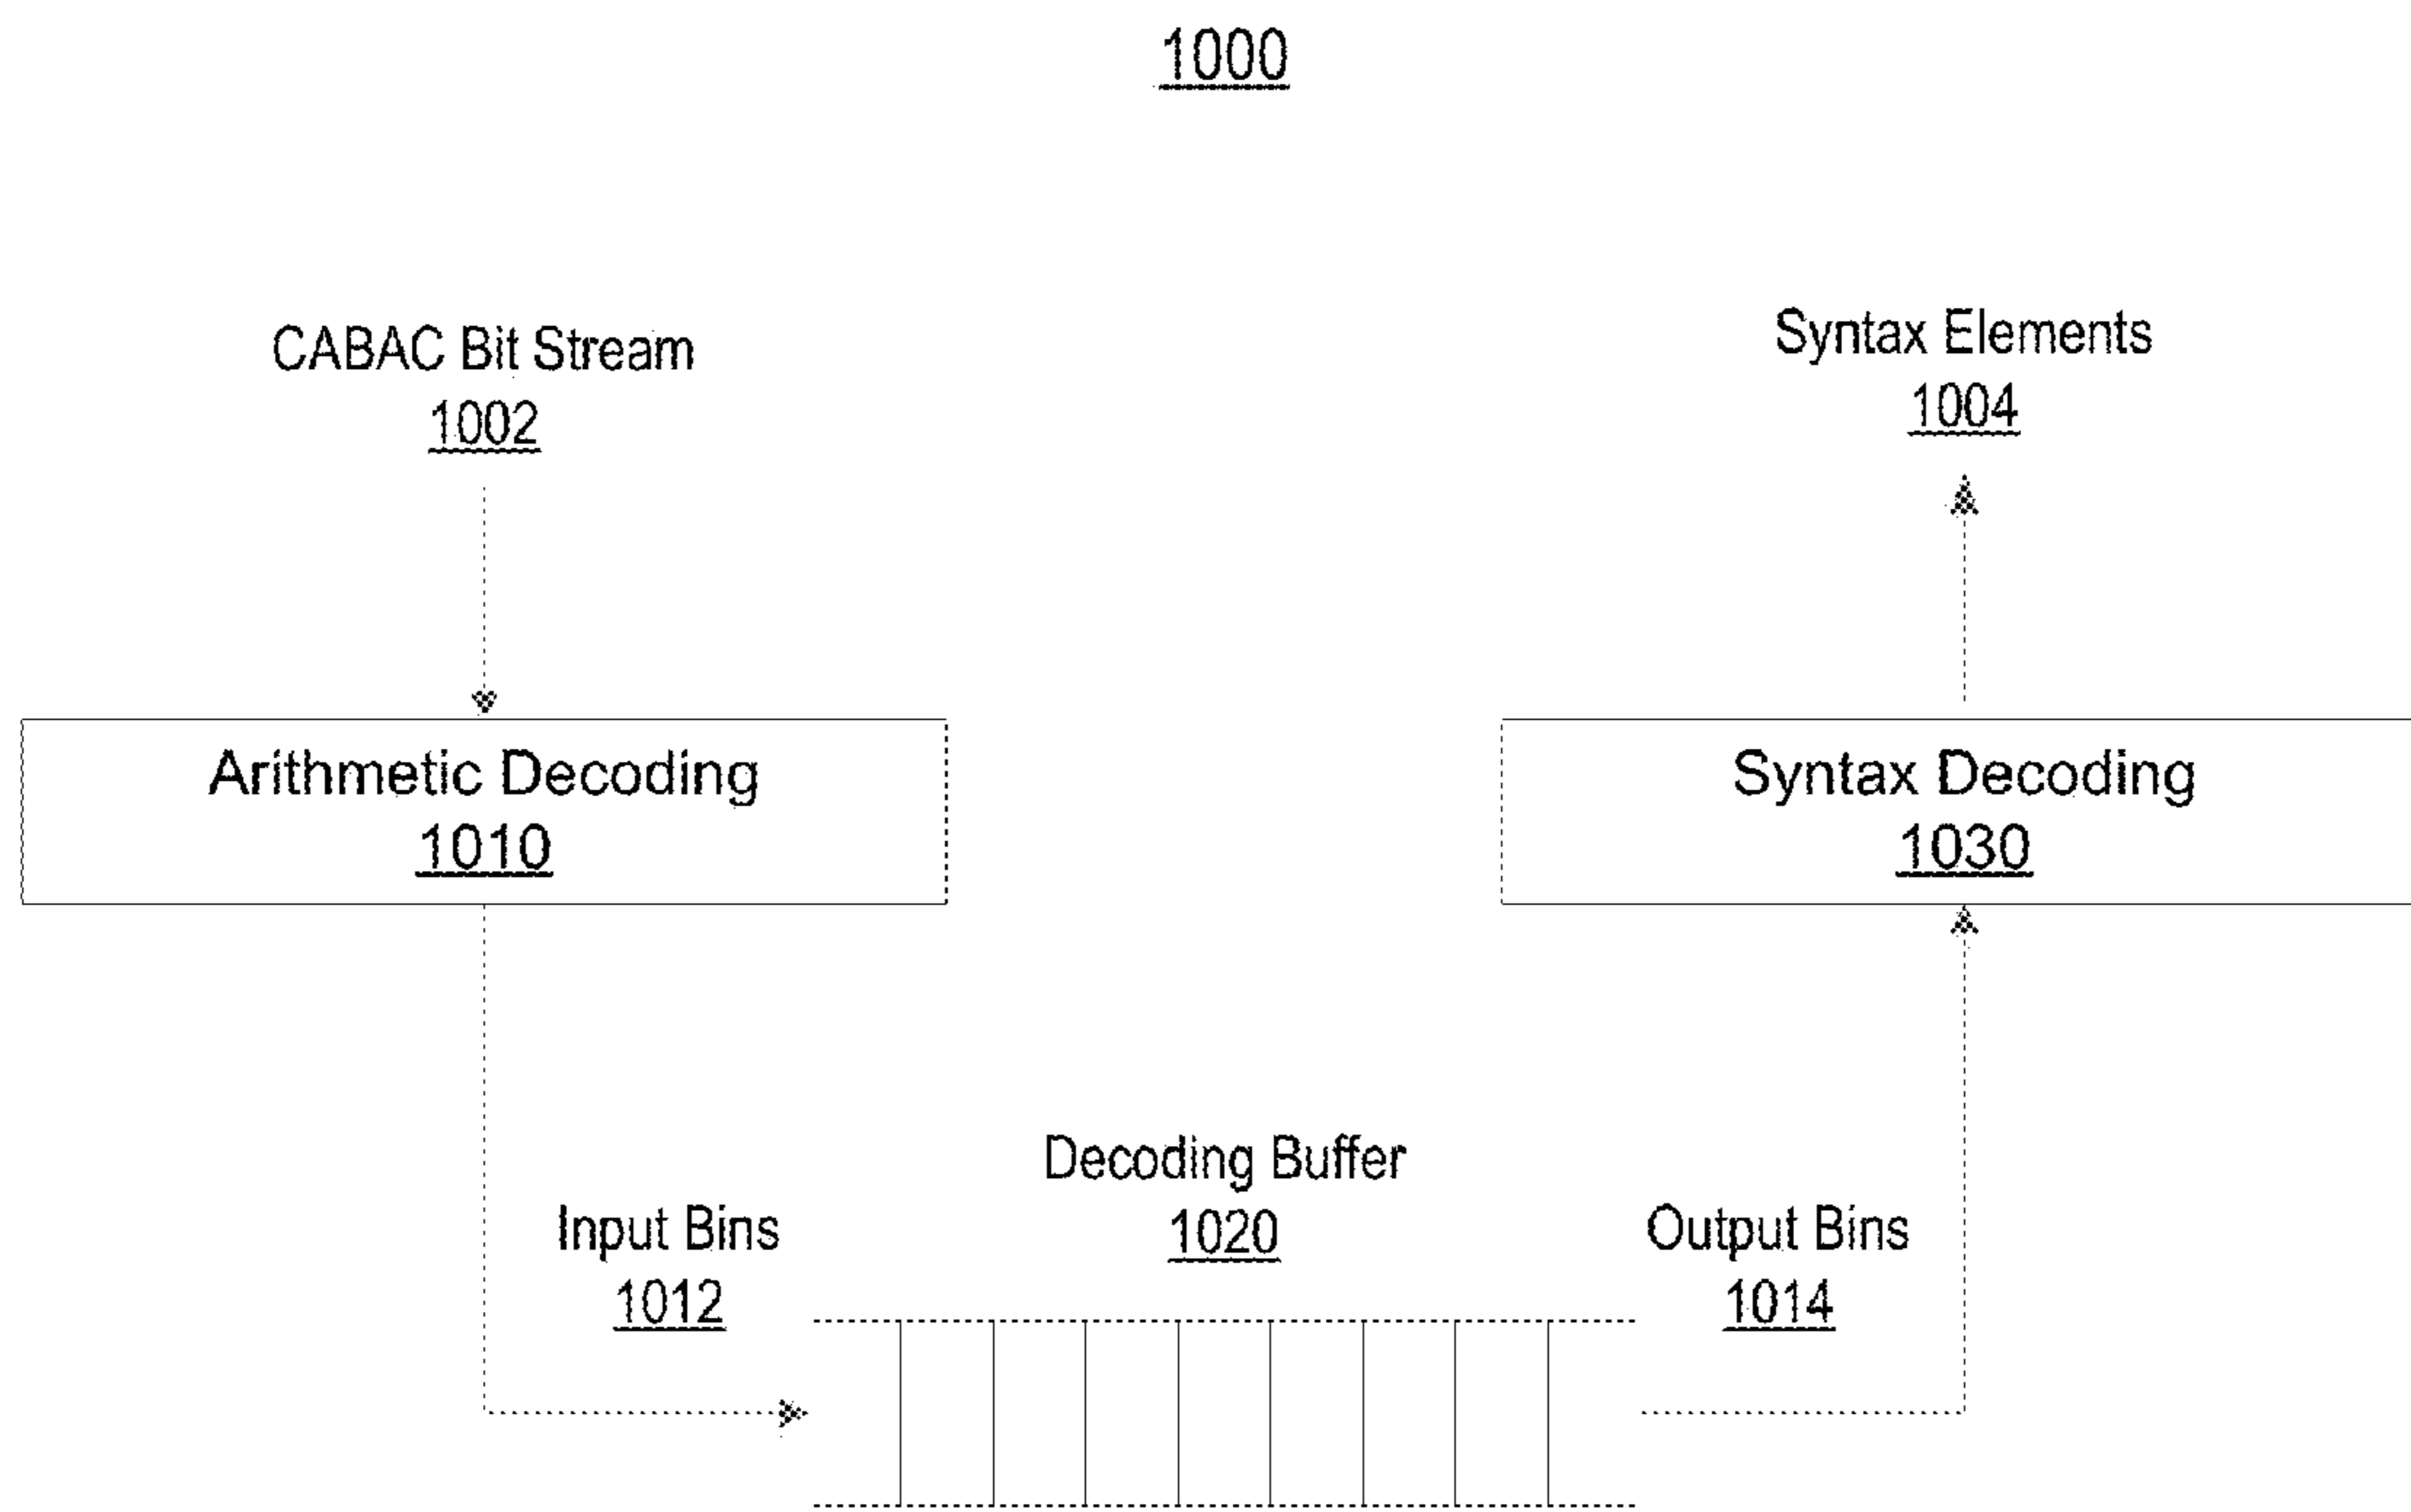 1000
CABAC Bit Stream
1002
Syntax Elements
1004
Arithmetic Decoding
1010
Syntax Decoding
1030
Input Bins
1012
Decoding Buffer
1020
Output Bins
1014